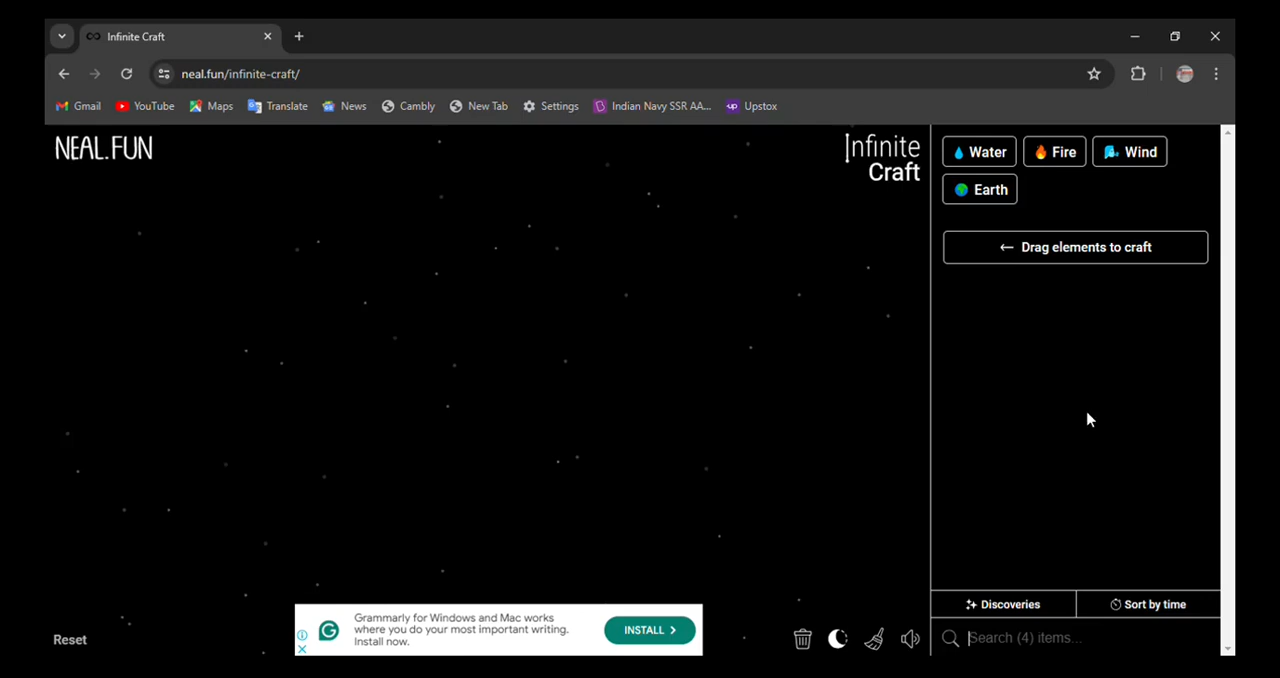 Infinite Craft
neal.fun/infinite-craft/
Gmail YouTube Maps Translate News Cambly New Tab Settings Indian Navy SSR AA... Upstox
NEAL.FUN
Infinite
Craft
Water Fire Wind
Earth
← Drag elements to craft
Discoveries Sort by time
Search (4) items...
Reset
Grammarly for Windows and Mac works
where you do your most important writing.
Install now.
INSTALL >